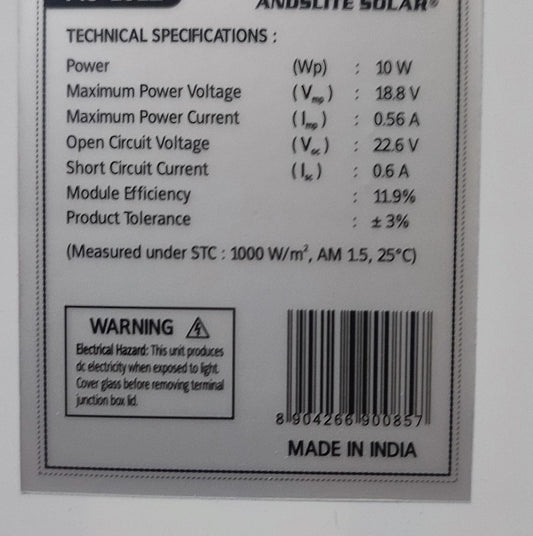 ANDSLITE SOLAR®
TECHNICAL SPECIFICATIONS :
Power (Wp) : 10 W
Maximum Power Voltage (Vmp) : 18.8 V
Maximum Power Current (Imp) : 0.56 A
Open Circuit Voltage (Voc) : 22.6 V
Short Circuit Current (Isc) : 0.6 A
Module Efficiency : 11.9%
Product Tolerance : ± 3%
(Measured under STC : 1000 W/m², AM 1.5, 25°C)
WARNING
Electrical Hazard: This unit produces
dc electricity when exposed to light.
Cover glass before removing terminal
junction box lid.
8 904266 900857
MADE IN INDIA